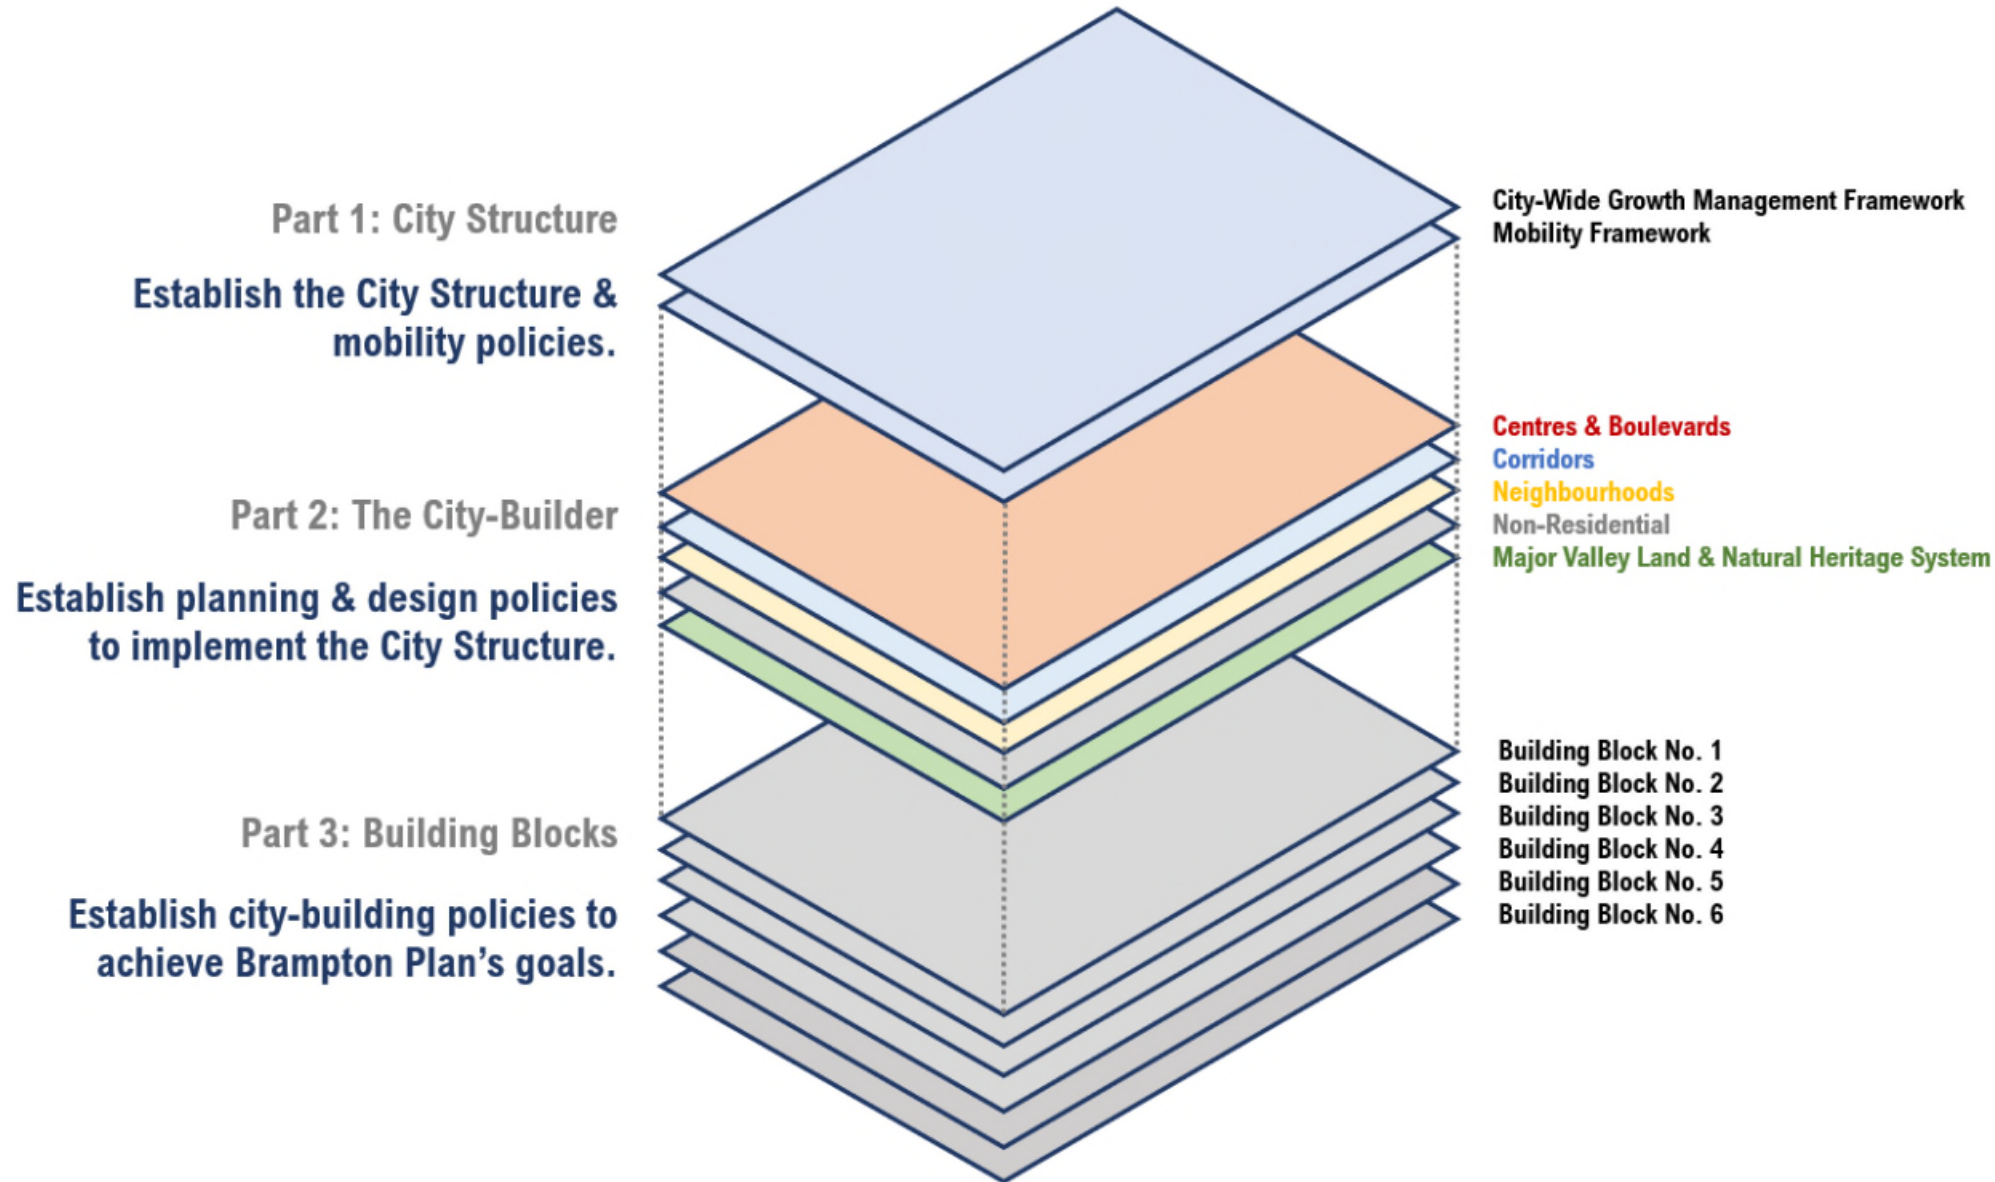 Part 1: City Structure
Establish the City Structure &
mobility policies.
City-Wide Growth Management Framework
Mobility Framework
Part 2: The City-Builder
Establish planning & design policies
to implement the City Structure.
Centres & Boulevards
Corridors
Neighbourhoods
Non-Residential
Major Valley Land & Natural Heritage System
Part 3: Building Blocks
Establish city-building policies to
achieve Brampton Plan's goals.
Building Block No. 1
Building Block No. 2
Building Block No. 3
Building Block No. 4
Building Block No. 5
Building Block No. 6